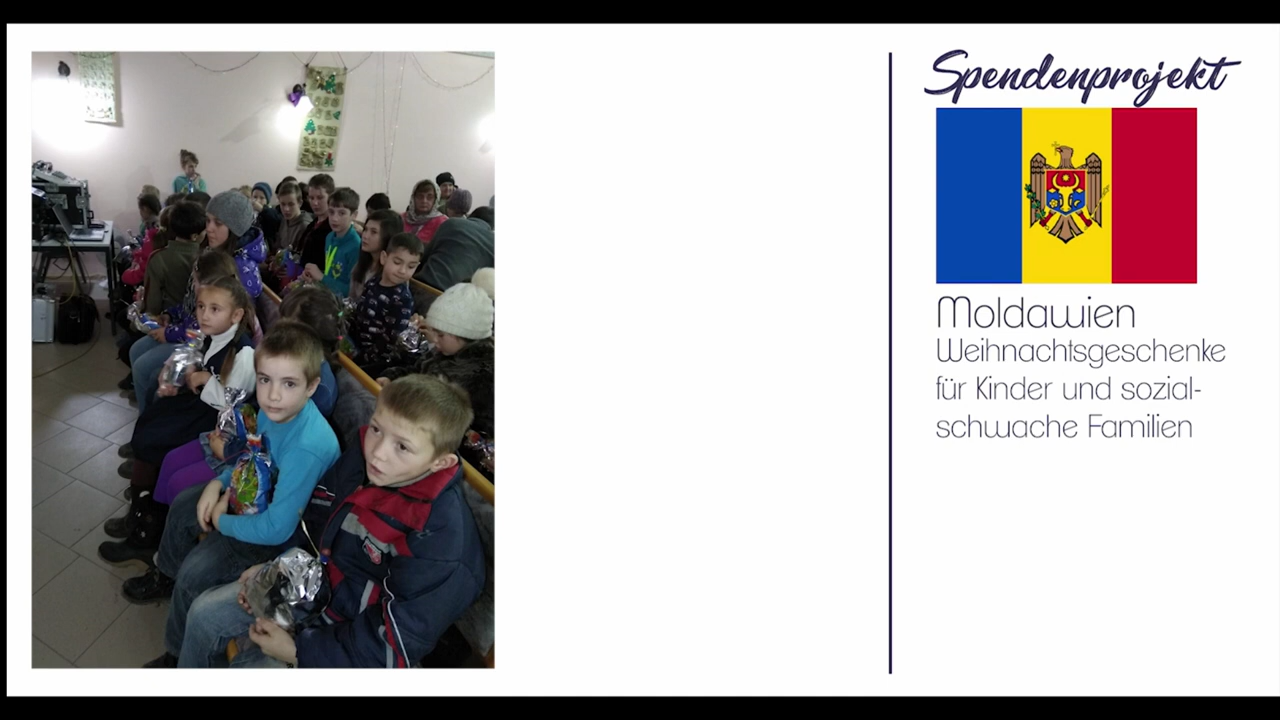 Spendenprojekt
Moldawien
Weihnachtsgeschenke
für Kinder und sozial-
schwache Familien